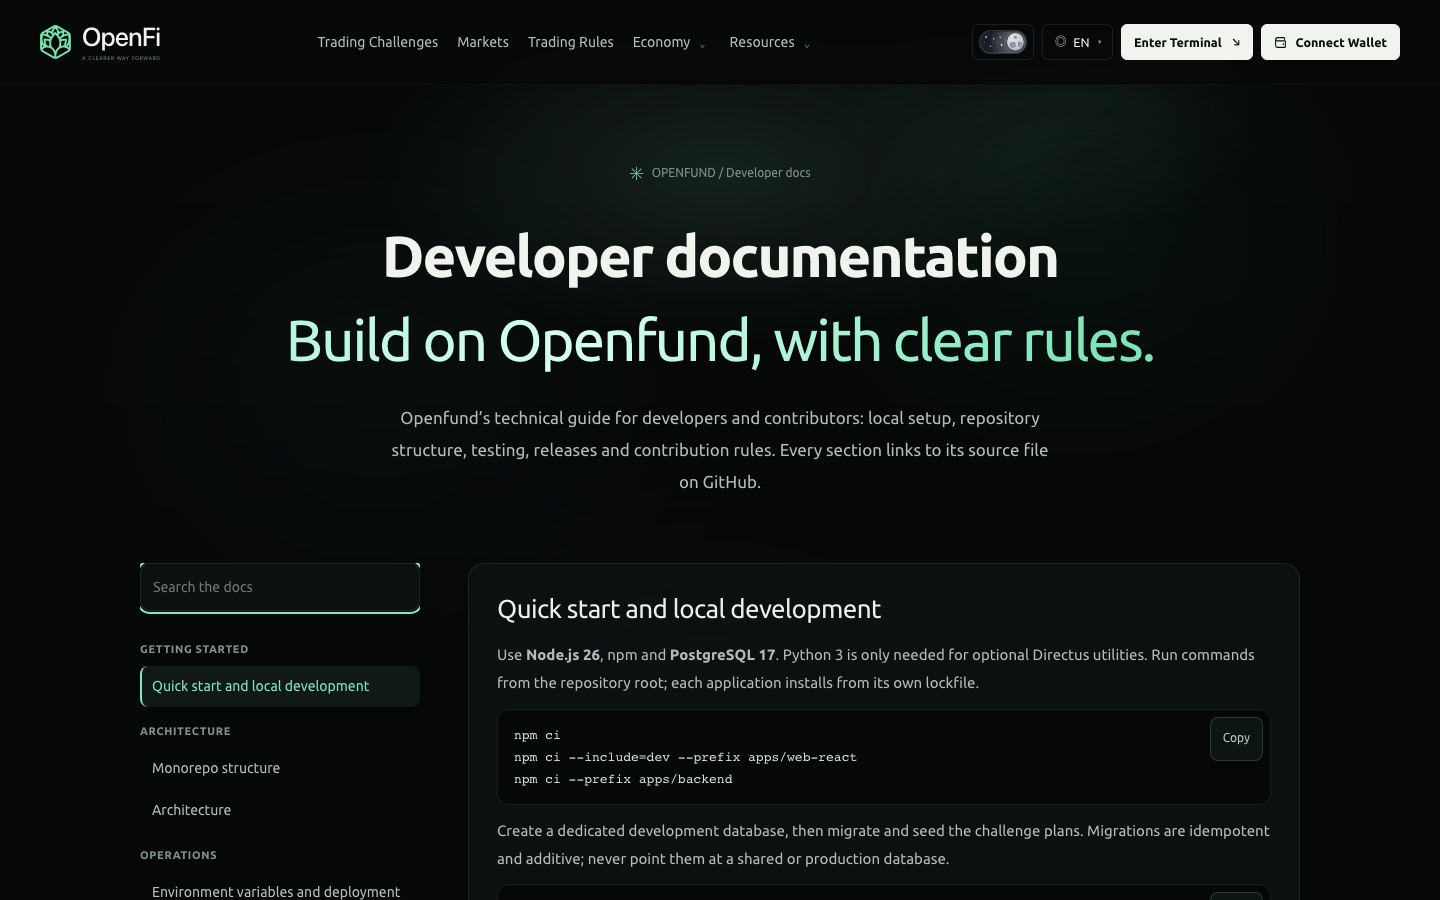 OpenFi
A CLEARER WAY FORWARD
Trading Challenges
Markets
Trading Rules
Economy
Resources
EN
Enter Terminal
Connect Wallet
OPENFUND / Developer docs
Developer documentation
Build on Openfund, with clear rules.
Openfund’s technical guide for developers and contributors: local setup, repository
structure, testing, releases and contribution rules. Every section links to its source file
on GitHub.
Search the docs
GETTING STARTED
Quick start and local development
ARCHITECTURE
Monorepo structure
Architecture
OPERATIONS
Environment variables and deployment
Quick start and local development
Use Node.js 26, npm and PostgreSQL 17. Python 3 is only needed for optional Directus utilities. Run commands
from the repository root; each application installs from its own lockfile.
npm ci
npm ci --include=dev --prefix apps/web-react
npm ci --prefix apps/backend
Copy
Create a dedicated development database, then migrate and seed the challenge plans. Migrations are idempotent
and additive; never point them at a shared or production database.